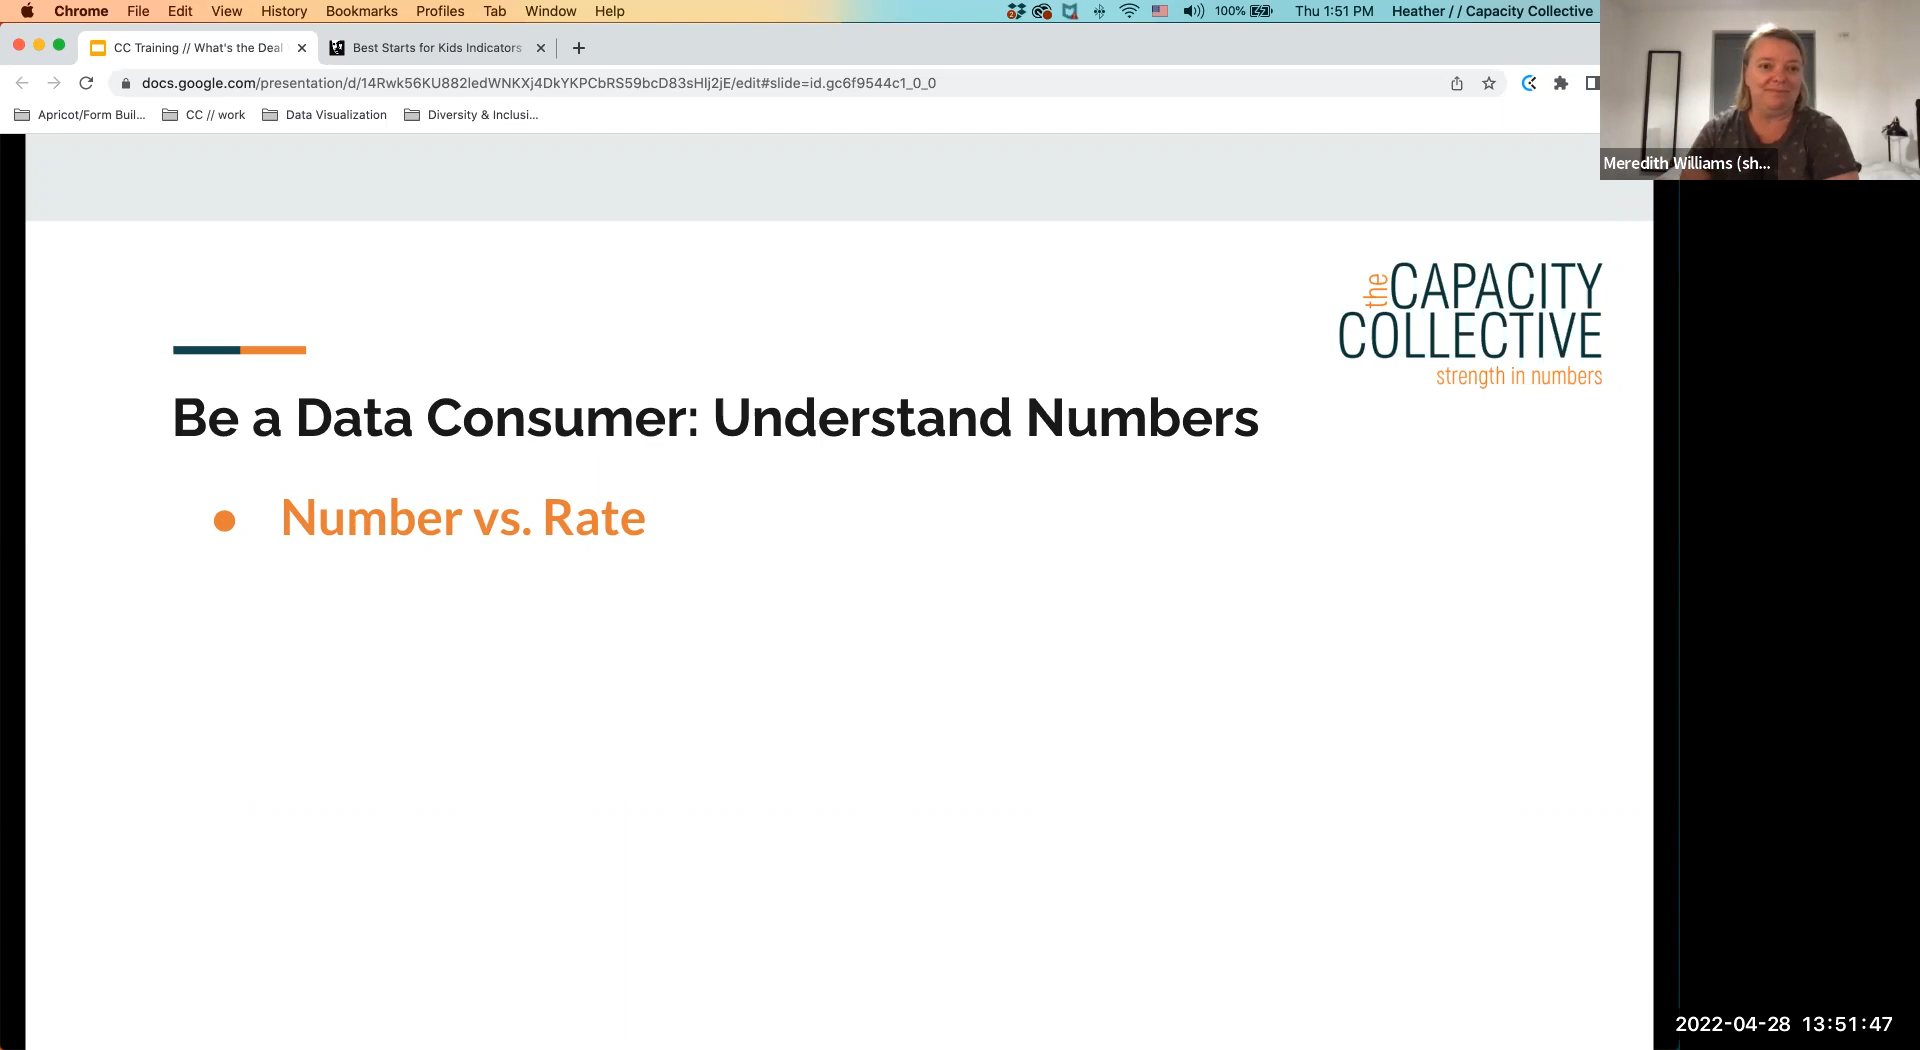 Chrome File Edit View History Bookmarks Profiles Tab Window Help 100% Thu 1:51 PM Heather // Capacity Collective
CC Training // What's the Deal Best Starts for Kids Indicators
docs.google.com/presentation/d/14Rwk56KU882ledWNKXj4DkYKPCbRS59bcD83sHlj2jE/edit#slide=id.gc6f9544c1_0_0
Apricot/Form Buil... CC // work Data Visualization Diversity & Inclusi...
Meredith Williams (sh...
the CAPACITY
COLLECTIVE
strength in numbers
Be a Data Consumer: Understand Numbers
● Number vs. Rate
2022-04-28 13:51:47